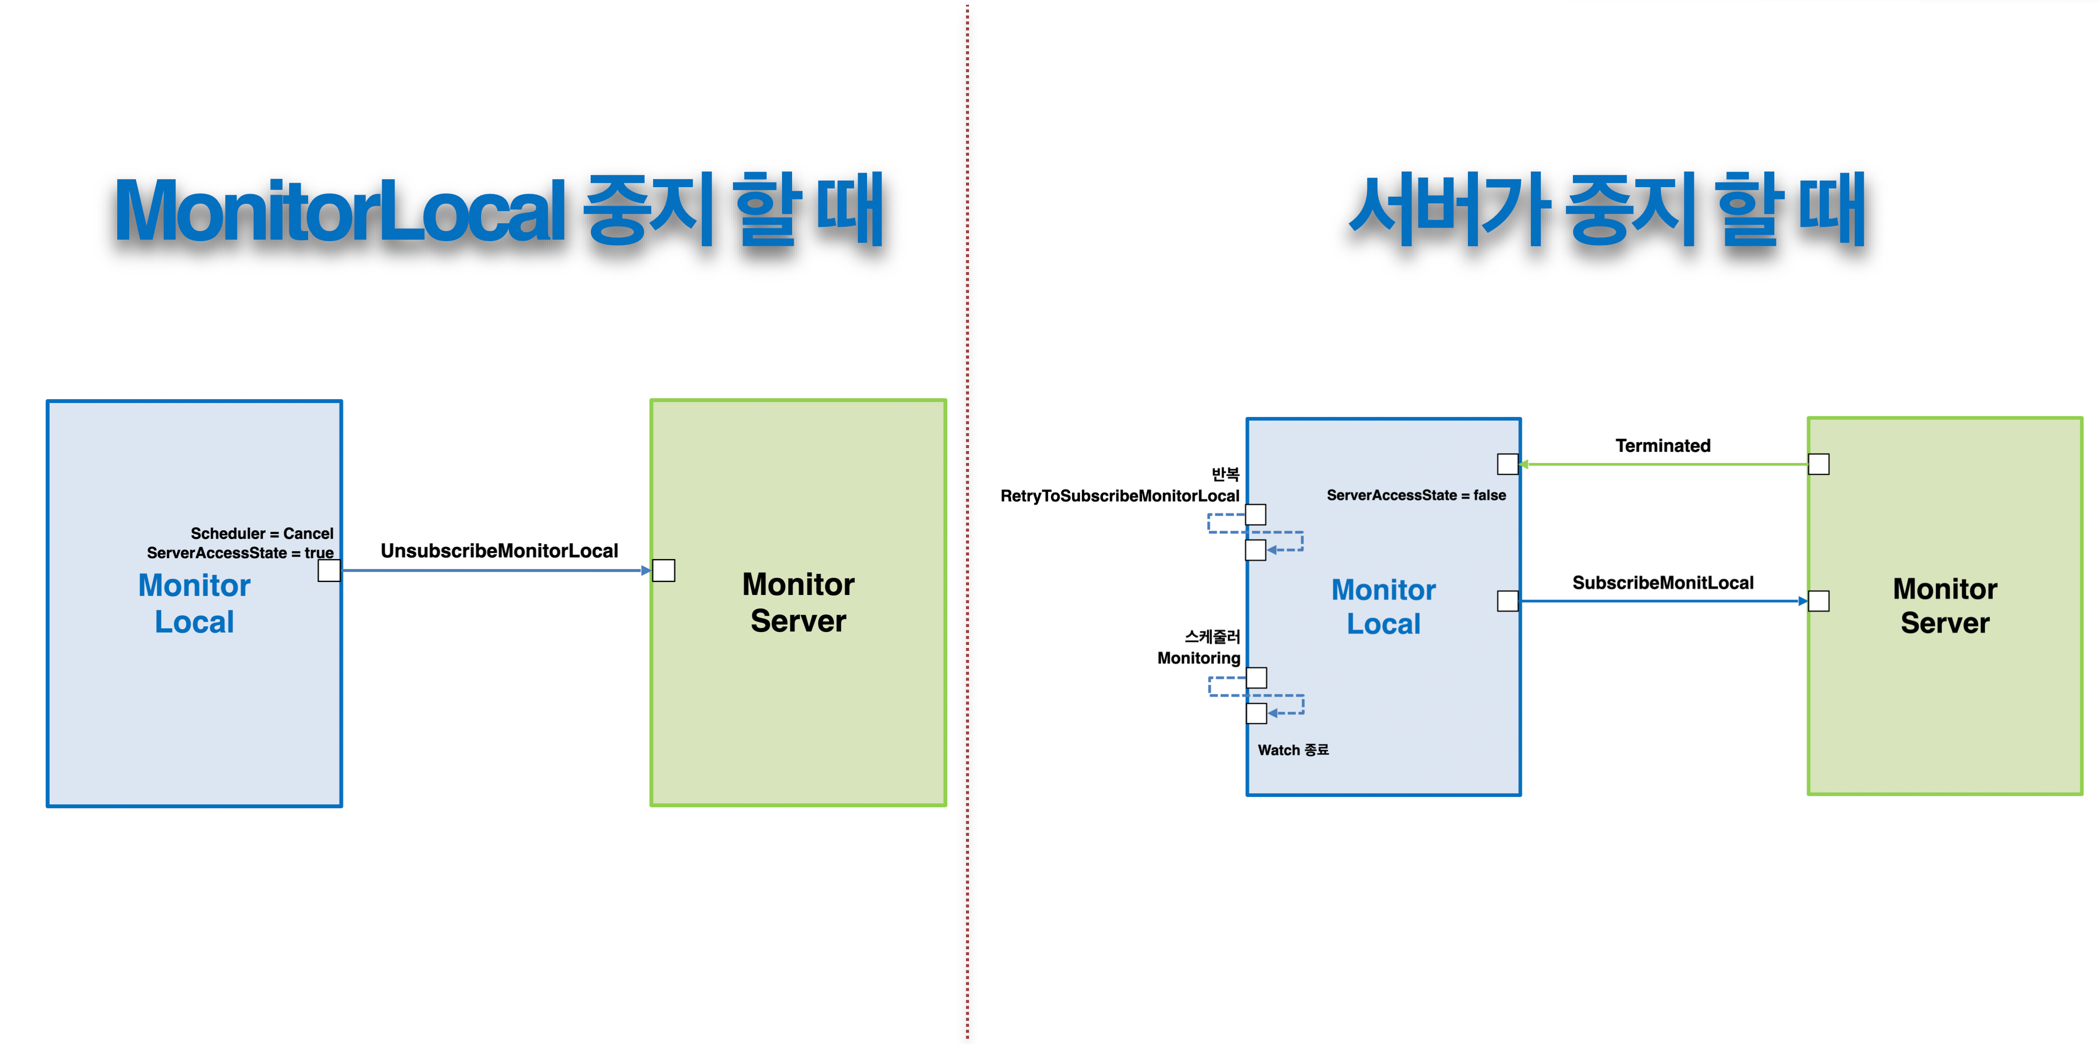 MonitorLocal 중지 할 때
Scheduler = Cancel
ServerAccessState = true
Monitor
Local
UnsubscribeMonitorLocal
Monitor
Server
서버가 중지 할 때
반복
RetryToSubscribeMonitorLocal
스케줄러
Monitoring
Watch 종료
ServerAccessState = false
Monitor
Local
Terminated
SubscribeMonitLocal
Monitor
Server